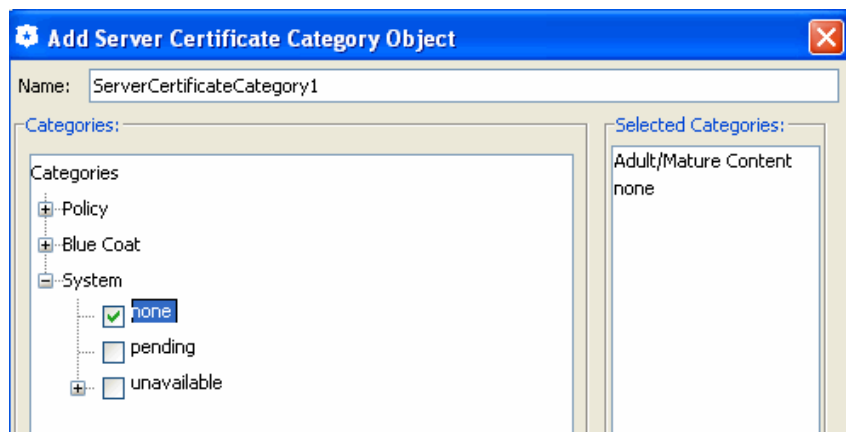 Add Server Certificate Category Object
Name: ServerCertificateCategory1
Categories:
Categories
Policy
Blue Coat
System
none
pending
unavailable
Selected Categories:
Adult/Mature Content
none